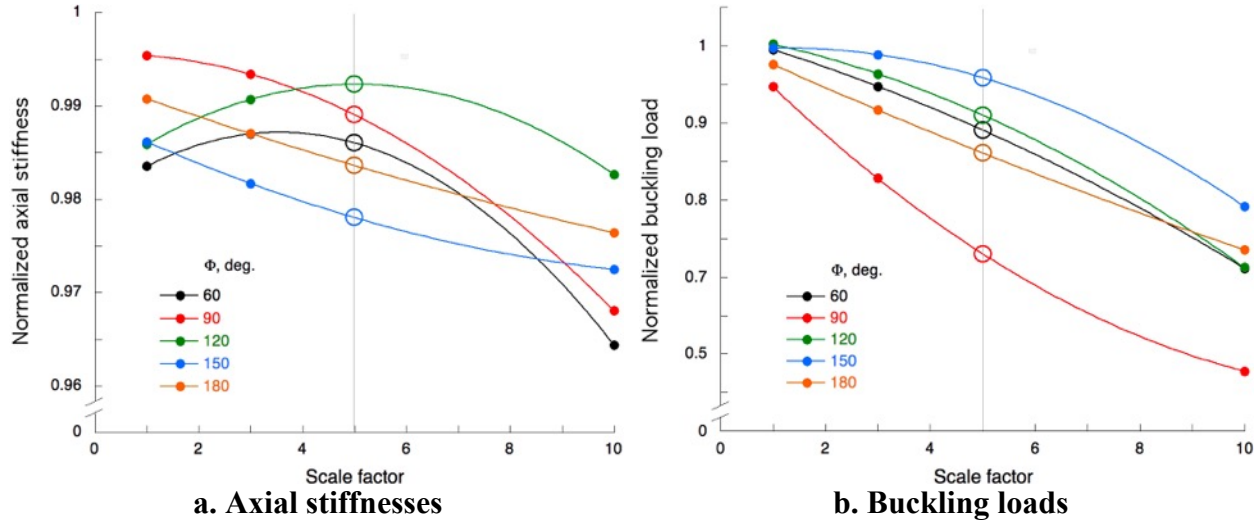 Normalized axial stiffness
1
0.99
0.98
0.97
0.96
0
Φ, deg.
60
90
120
150
180
0 2 4 6 8 10
Scale factor
a. Axial stiffnesses
Normalized buckling load
1
0.9
0.8
0.7
0.5
0
Φ, deg.
60
90
120
150
180
0 2 4 6 8 10
Scale factor
b. Buckling loads